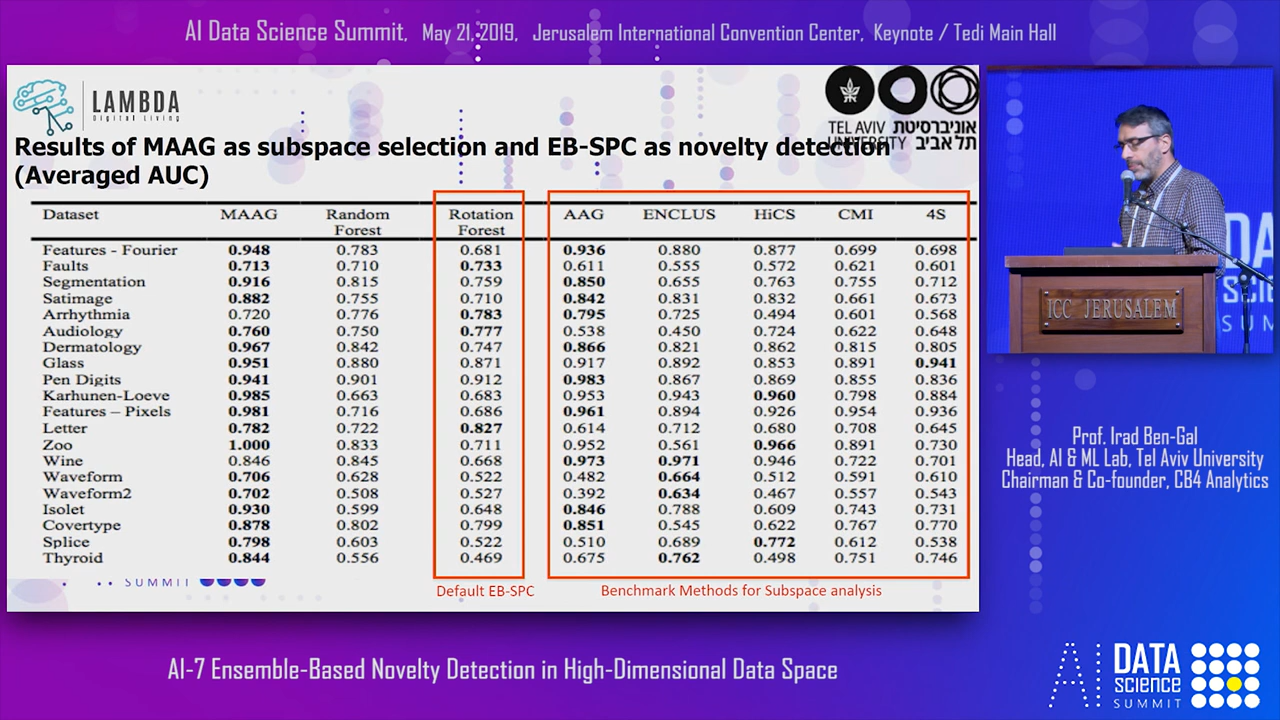 AI Data Science Summit, May 21, 2019, Jerusalem International Convention Center, Keynote / Tedi Main Hall
LAMBDA
Digital Living
TEL AVIV אוניברסיטת
UNIVERSITY תל אביב
Results of MAAG as subspace selection and EB-SPC as novelty detection
(Averaged AUC)
Dataset MAAG Random Forest Rotation Forest AAG ENCLUS HiCS CMI 4S
Features - Fourier 0.948 0.783 0.681 0.936 0.880 0.877 0.699 0.698
Faults 0.713 0.710 0.733 0.611 0.555 0.572 0.621 0.601
Segmentation 0.916 0.815 0.759 0.850 0.655 0.763 0.755 0.712
Satimage 0.882 0.755 0.710 0.842 0.831 0.832 0.661 0.673
Arrhythmia 0.720 0.776 0.783 0.795 0.725 0.494 0.601 0.568
Audiology 0.760 0.750 0.777 0.538 0.450 0.724 0.622 0.648
Dermatology 0.967 0.842 0.747 0.866 0.821 0.862 0.815 0.805
Glass 0.951 0.880 0.871 0.917 0.892 0.853 0.891 0.941
Pen Digits 0.941 0.901 0.912 0.983 0.867 0.869 0.855 0.836
Karhunen-Loeve 0.985 0.663 0.683 0.953 0.943 0.960 0.798 0.884
Features – Pixels 0.981 0.716 0.686 0.961 0.894 0.926 0.954 0.936
Letter 0.782 0.722 0.827 0.614 0.712 0.680 0.708 0.645
Zoo 1.000 0.833 0.711 0.952 0.561 0.966 0.891 0.730
Wine 0.846 0.845 0.668 0.973 0.971 0.946 0.722 0.701
Waveform 0.706 0.628 0.522 0.482 0.664 0.512 0.591 0.610
Waveform2 0.702 0.508 0.527 0.392 0.634 0.467 0.557 0.543
Isolet 0.930 0.599 0.648 0.846 0.788 0.609 0.743 0.731
Covertype 0.878 0.802 0.799 0.851 0.545 0.622 0.767 0.770
Splice 0.798 0.603 0.522 0.510 0.689 0.772 0.612 0.538
Thyroid 0.844 0.556 0.469 0.675 0.762 0.498 0.751 0.746
SUMMIT
Default EB-SPC Benchmark Methods for Subspace analysis
ICC JERUSALEM
Prof. Irad Ben-Gal
Head, AI & ML Lab, Tel Aviv University
Chairman & Co-founder, CB4 Analytics
AI-7 Ensemble-Based Novelty Detection in High-Dimensional Data Space
AI DATA
SCIENCE
SUMMIT